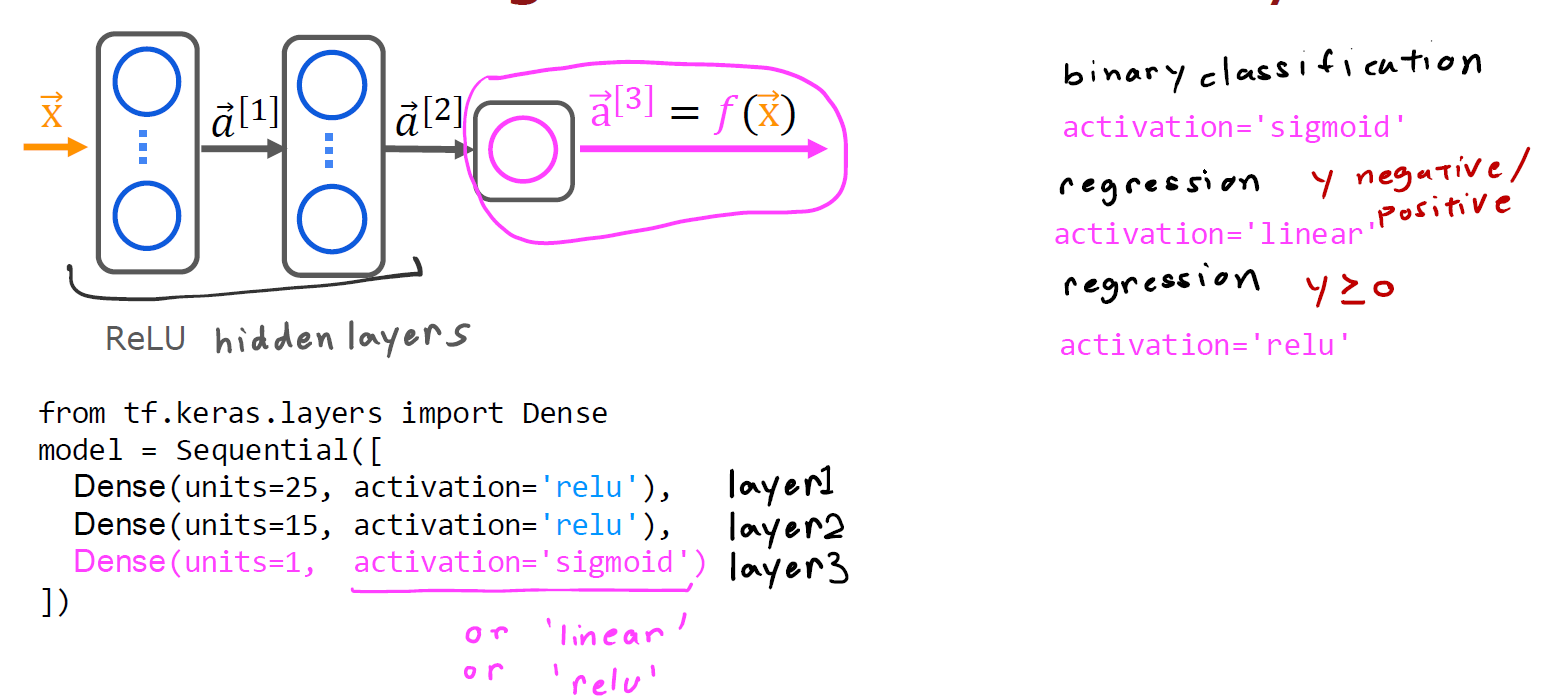 x⃗
a⃗[1]
a⃗[2]
a⃗[3] = f(x⃗)
ReLU hidden layers
binary classification
activation='sigmoid'
regression y negative/
positive
activation='linear'
regression y ≥ 0
activation='relu'
from tf.keras.layers import Dense
model = Sequential([
Dense(units=25, activation='relu'), layer1
Dense(units=15, activation='relu'), layer2
Dense(units=1, activation='sigmoid') layer3
])
or 'linear'
or 'relu'